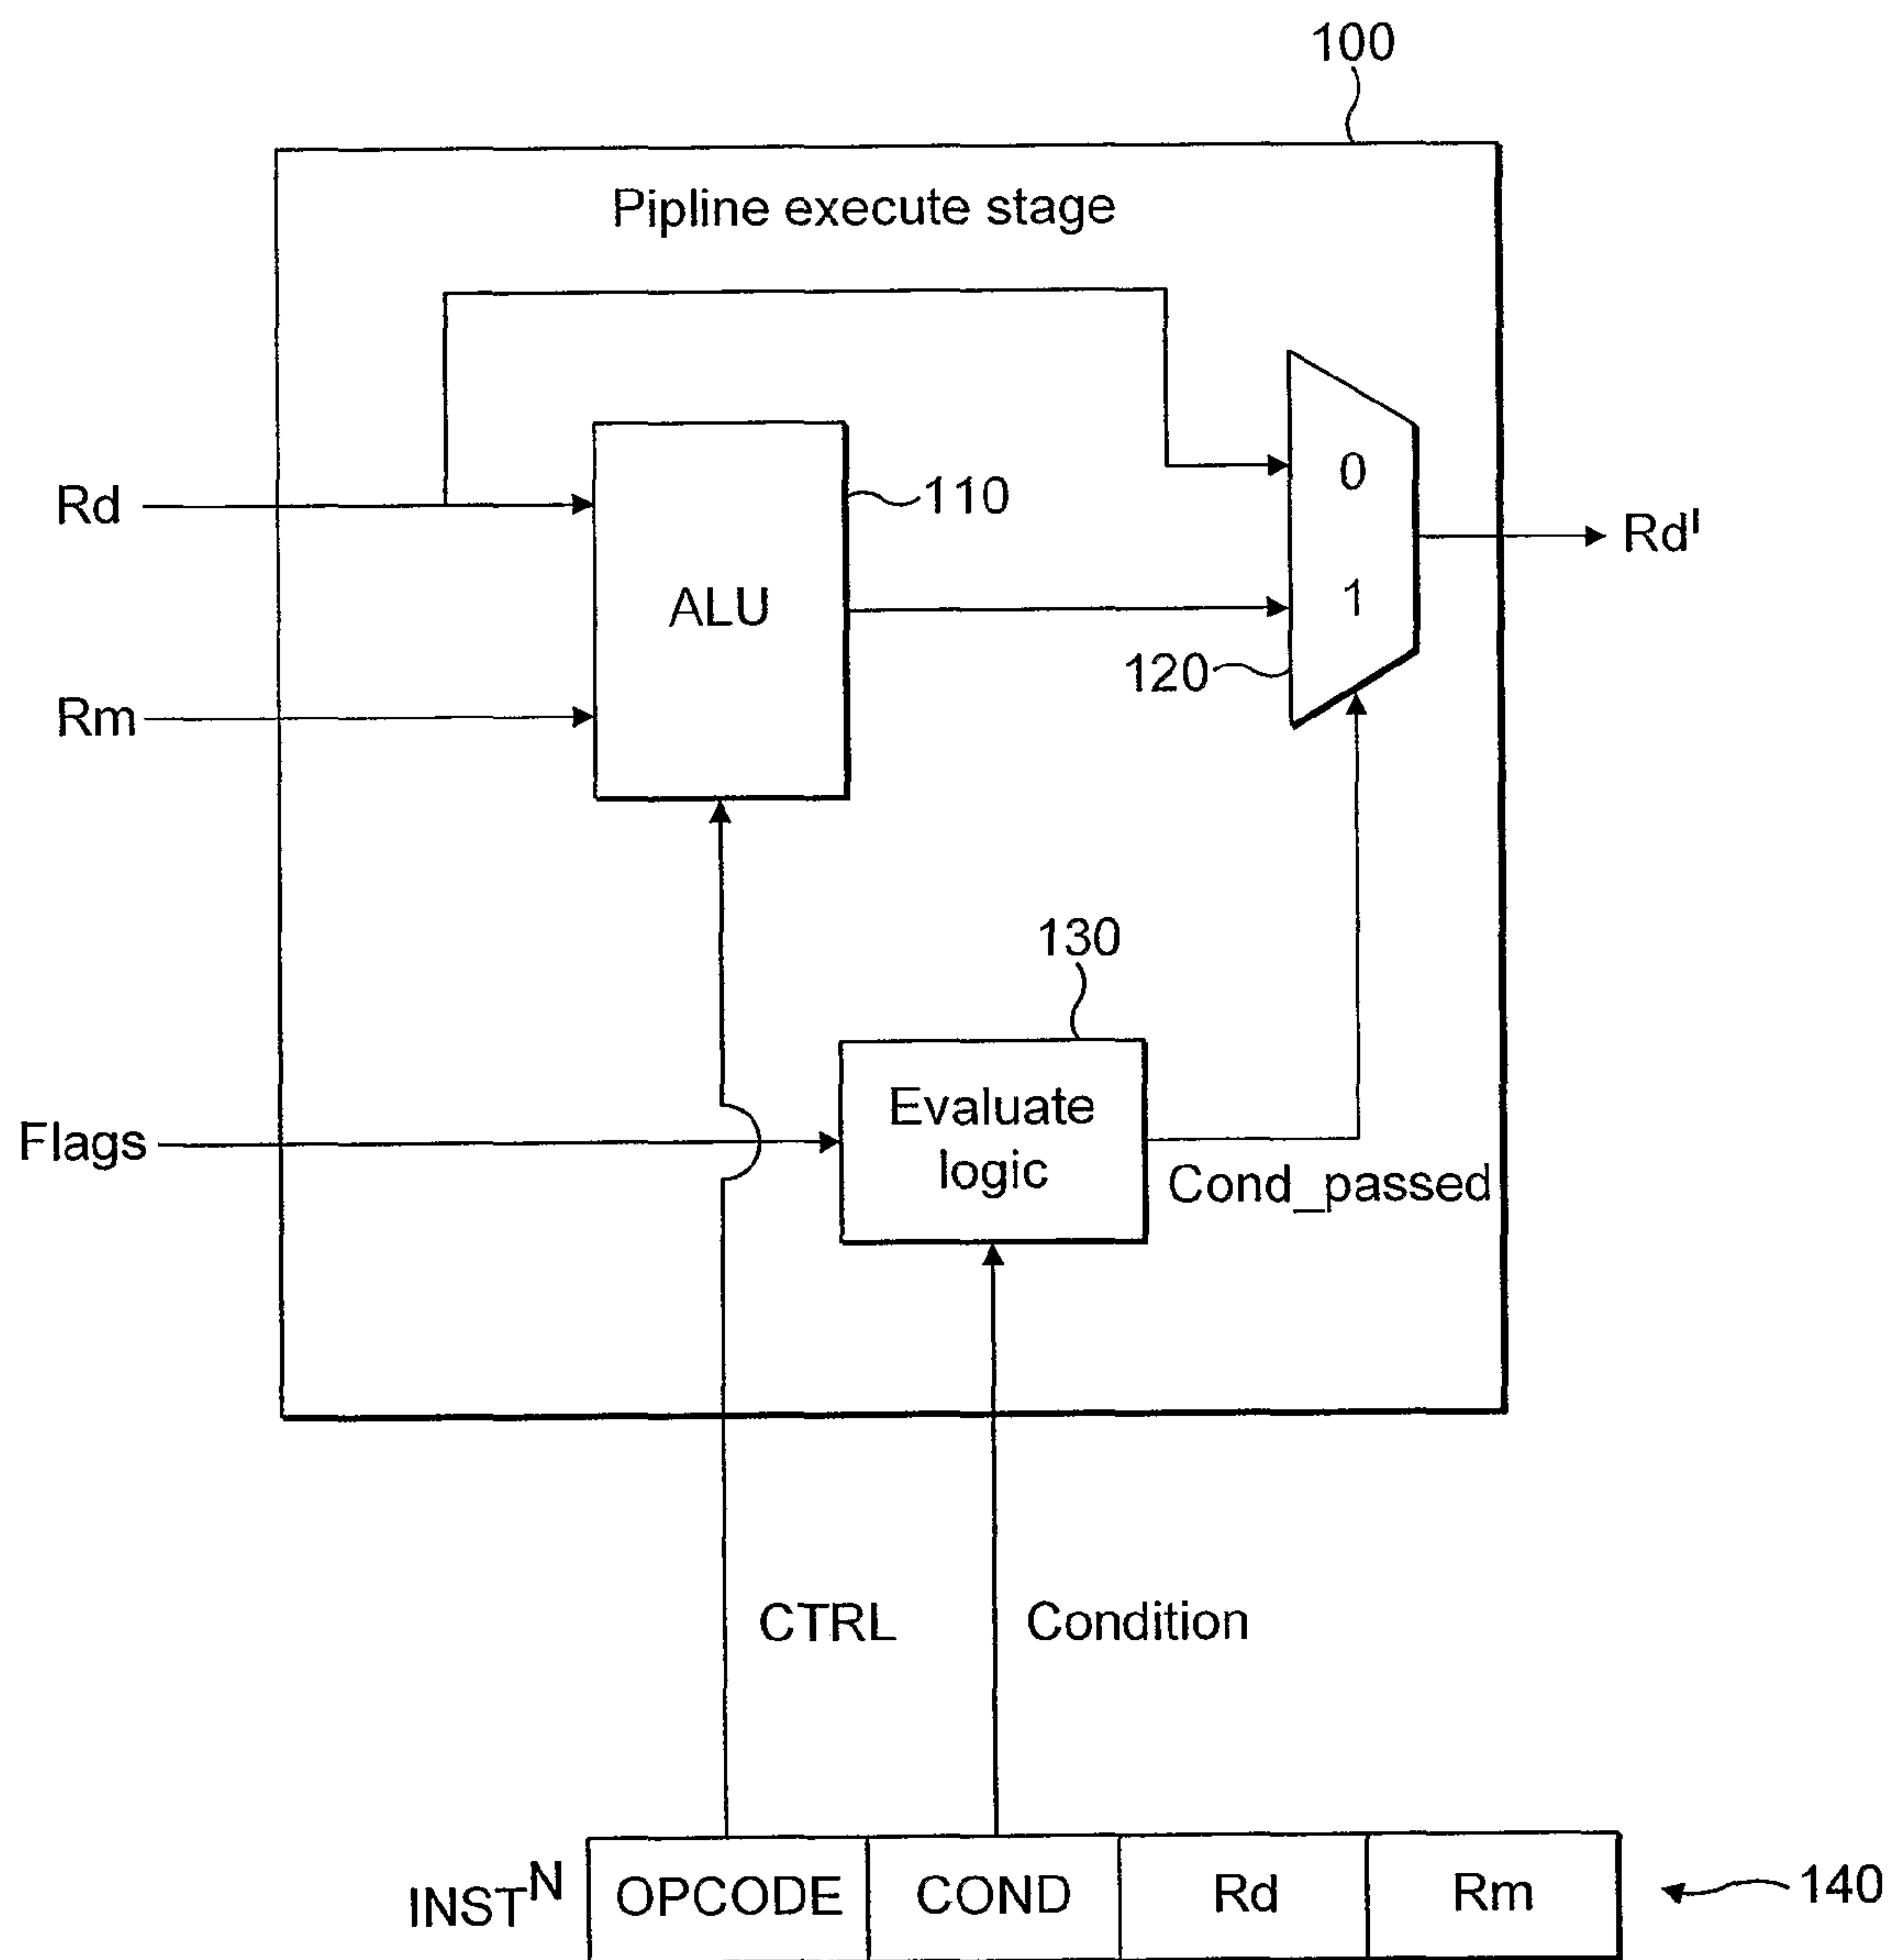 100
Pipline execute stage
0
Rd
110
Rd'
ALU
1
120
Rm
130
Evaluate
logic
Flags
Cond_passed
CTRL
Condition
INST^N
OPCODE
COND
Rd
Rm
140